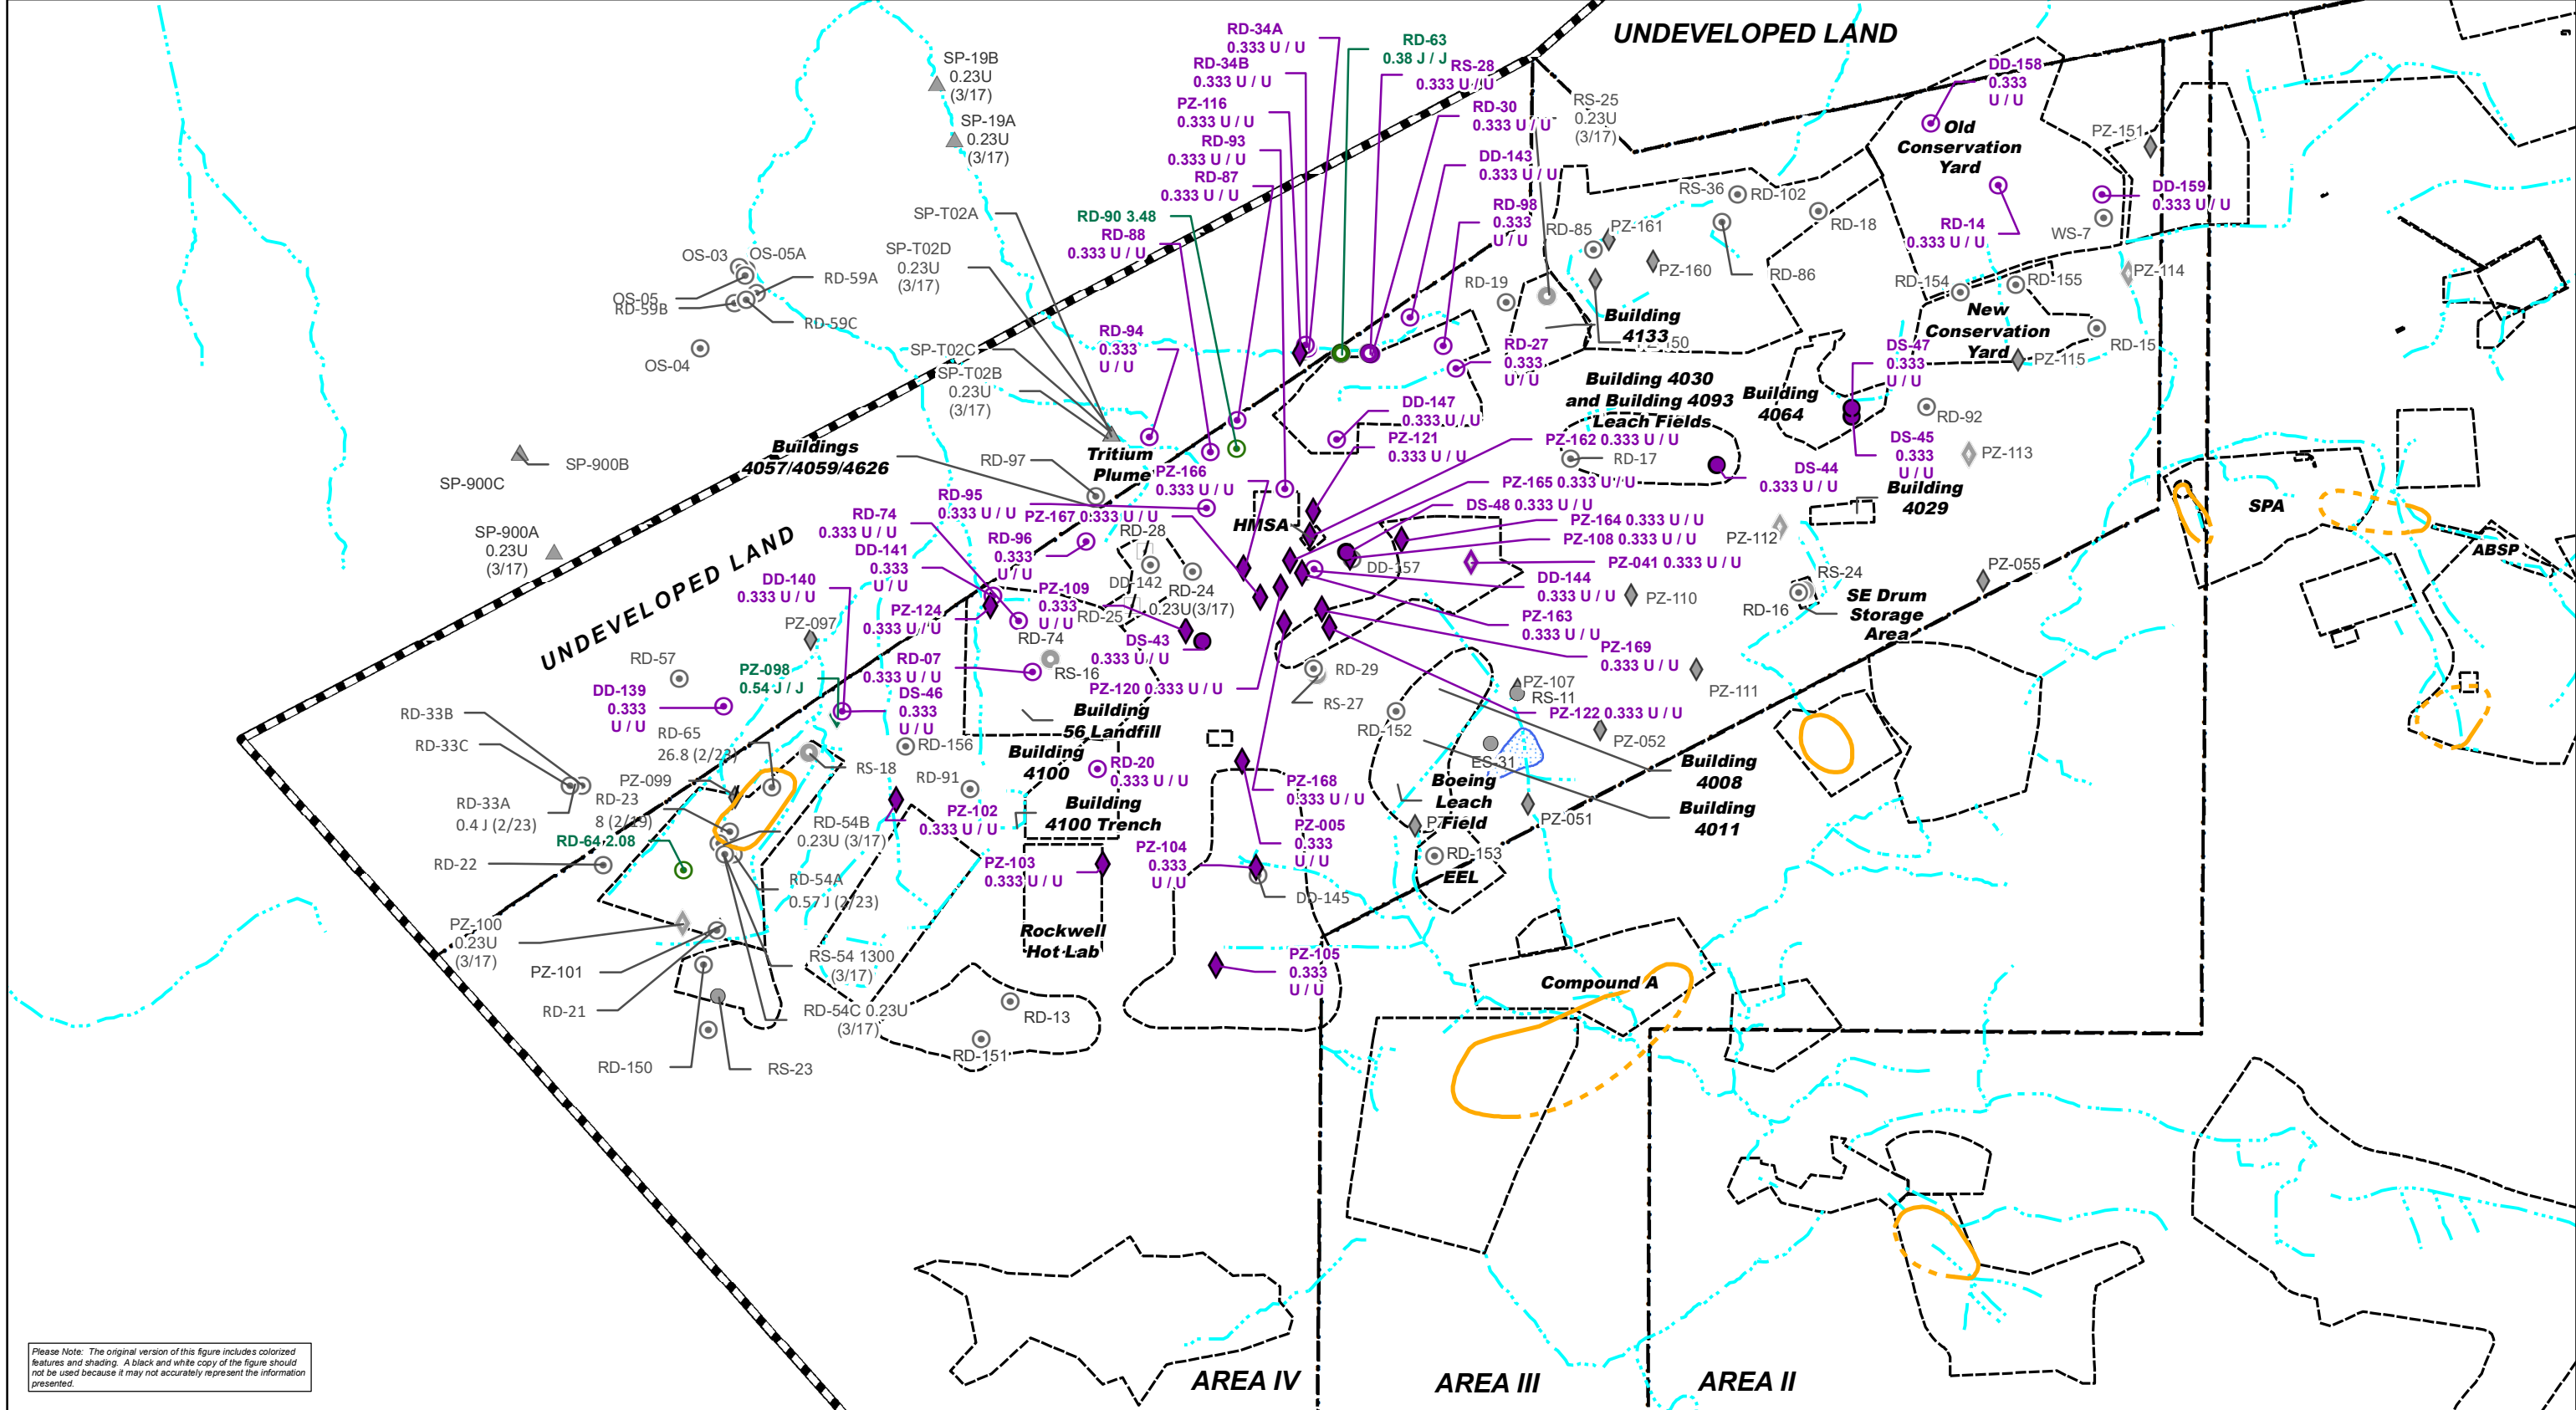 UNDEVELOPED LAND
RD-34A
0.333 U / U
RD-63
0.38 J / J
RD-34B
0.333 U / U
RS-28
0.333 U / U
PZ-116
0.333 U / U
RD-30
0.333 U / U
RD-93
0.333 U / U
RD-87
0.333 U / U
DD-143
0.333 U / U
RD-90 3.48
RD-88
0.333 U / U
RD-98
0.333
U / U
RS-25
0.23U
(3/17)
SP-19B
0.23U
(3/17)
SP-19A
0.23U
(3/17)
SP-T02A
SP-T02D
0.23U
(3/17)
SP-T02C
SP-T02B
0.23U
(3/17)
OS-03
OS-05A
OS-05
RD-59A
RD-59B
RD-59C
OS-04
DD-158
0.333
U / U
Old
Conservation
Yard
PZ-151
DD-159
0.333 U / U
RD-14
0.333 U / U
WS-7
RS-36
RD-102
RD-18
RD-85
PZ-161
PZ-160
RD-86
RD-19
Building
4133
RD-154
RD-155
PZ-114
New
Conservation
Yard
RD-15
PZ-115
RD-94
0.333
U / U
RD-27
0.333
U / U
DS-47
0.333
U / U
Building 4030
and Building 4093
Leach Fields
Building
4064
RD-92
DD-147
0.333 U / U
PZ-121
0.333 U / U
PZ-162 0.333 U / U
RD-17
DS-45
0.333
U / U
PZ-113
DS-44
0.333 U / U
Building
4029
Buildings
4057/4059/4626
RD-97
Tritium
Plume
PZ-166
0.333 U / U
PZ-165 0.333 U / U
DS-48 0.333 U / U
SP-900B
SP-900C
SP-900A
0.23U
(3/17)
RD-95
0.333 U / U
PZ-167 0.333 U / U
HMSA
PZ-164 0.333 U / U
PZ-108 0.333 U / U
PZ-041 0.333 U / U
PZ-112
SPA
ABSP
RD-74
0.333 U / U
RD-96
0.333
U / U
RD-28
DD-142
RD-24
0.23U(3/17)
DD-157
DD-144
0.333 U / U
PZ-110
RS-24
RD-16
PZ-055
SE Drum
Storage
Area
DD-141
0.333
U / U
DD-140
0.333 U / U
PZ-109
0.333
U / U
RD-25
PZ-124
0.333 U / U
RD-74
PZ-163
0.333 U / U
PZ-169
0.333 U / U
UNDEVELOPED LAND
PZ-097
RD-57
PZ-098
0.54 J / J
RD-07
0.333 U / U
RS-16
DS-43
0.333 U / U
PZ-120 0.333 U / U
RD-29
RS-27
PZ-107
RS-11
PZ-111
DD-139
0.333
U / U
DS-46
0.333
U / U
Building
56 Landfill
RD-152
PZ-122 0.333 U / U
PZ-052
RD-33B
RD-33C
RD-65
26.8 (2/23)
RS-18
RD-156
RD-91
Building
4100
RD-20
0.333 U / U
ES-31
Building
4008
PZ-099
RD-33A
0.4 J (2/23)
RD-23
8 (2/19)
PZ-102
0.333 U / U
Building
4100 Trench
PZ-168
0.333 U / U
Boeing
Leach
Field
PZ-051
Building
4011
RD-54B
0.23U (3/17)
RD-64 2.08
RD-22
PZ-103
0.333 U / U
PZ-104
0.333
U / U
PZ-005
0.333
U / U
RD-153
EEL
RD-54A
0.57 J (2/23)
DD-145
PZ-100
0.23U
(3/17)
PZ-101
RD-21
RS-54 1300
(3/17)
Rockwell
Hot Lab
PZ-105
0.333
U / U
Compound A
RD-54C 0.23U
(3/17)
RD-13
RD-151
RD-150
RS-23
AREA IV
AREA III
AREA II
Please Note: The original version of this figure includes colorized
features and shading. A black and white copy of the figure should
not be used because it may not accurately represent the information
presented.